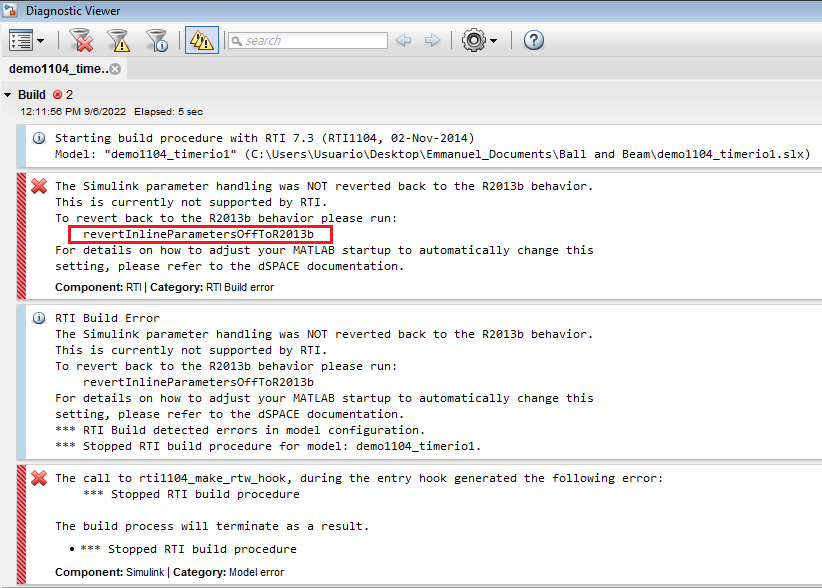 Diagnostic Viewer
search
demo1104_time..
Build 2
12:11:56 PM 9/6/2022 Elapsed: 5 sec
Starting build procedure with RTI 7.3 (RTI1104, 02-Nov-2014)
Model: "demo1104_timerio1" (C:\Users\Usuario\Desktop\Emmanuel_Documents\Ball and Beam\demo1104_timerio1.slx)
The Simulink parameter handling was NOT reverted back to the R2013b behavior.
This is currently not supported by RTI.
To revert back to the R2013b behavior please run:
revertInlineParametersOffToR2013b
For details on how to adjust your MATLAB startup to automatically change this
setting, please refer to the dSPACE documentation.
Component: RTI | Category: RTI Build error
RTI Build Error
The Simulink parameter handling was NOT reverted back to the R2013b behavior.
This is currently not supported by RTI.
To revert back to the R2013b behavior please run:
revertInlineParametersOffToR2013b
For details on how to adjust your MATLAB startup to automatically change this
setting, please refer to the dSPACE documentation.
*** RTI Build detected errors in model configuration.
*** Stopped RTI build procedure for model: demo1104_timerio1.
The call to rti1104_make_rtw_hook, during the entry hook generated the following error:
*** Stopped RTI build procedure
The build process will terminate as a result.
• *** Stopped RTI build procedure
Component: Simulink | Category: Model error